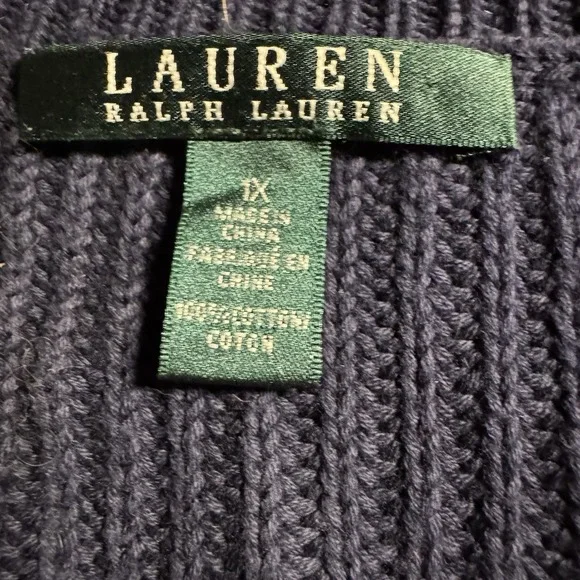 LAUREN
RALPH LAUREN
1X
MADE IN
CHINA
FABRIQUÉ EN
CHINE
100% COTTON/
COTON